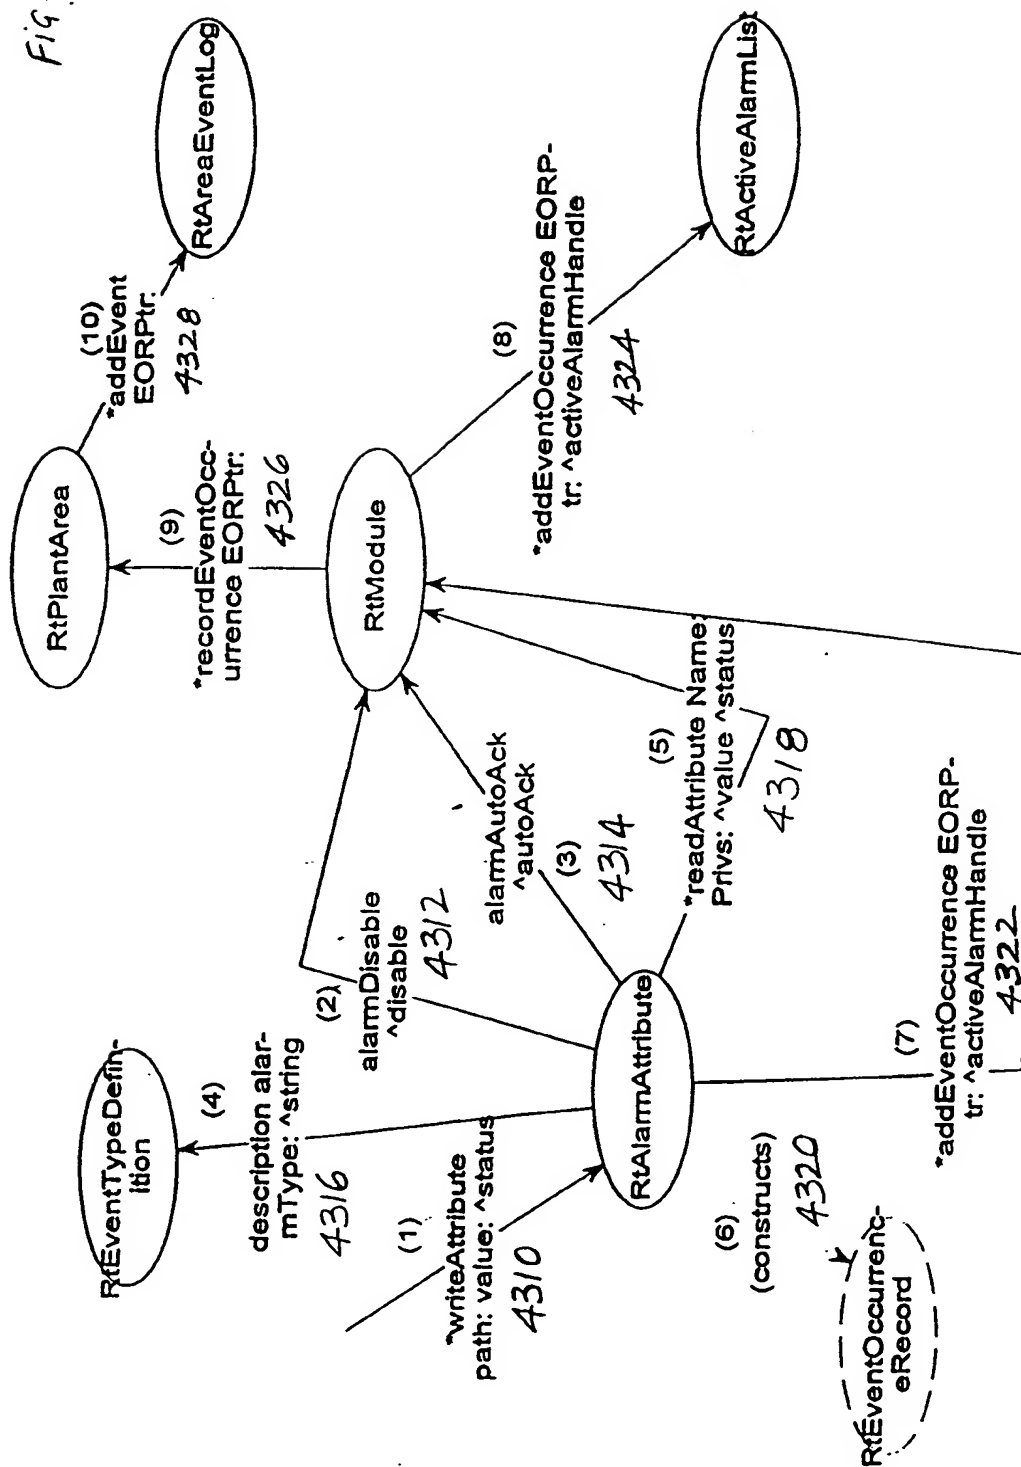 Fig.
RtEventTypeDefin-
ition
(4)
description alar-
mType: ^string
4316
(1)
*writeAttribute
path: value: ^status
4310
(2)
alarmDisable
^disable
4312
alarmAutoAck
^autoAck
(3)
4314
RtAlarmAttribute
(5)
*readAttribute Name:
Privs: ^value ^status
4318
(6)
(constructs)
4320
RtEventOccurrenc-
eRecord
(7)
*addEventOccurrence EORP-
tr: ^activeAlarmHandle
4322
RtModule
(8)
*addEventOccurrence EORP-
tr: ^activeAlarmHandle
4324
RtActiveAlarmList
(9)
*recordEventOcc-
urrence EORPtr:
4326
RtPlantArea
(10)
*addEvent
EORPtr:
4328
RtAreaEventLog